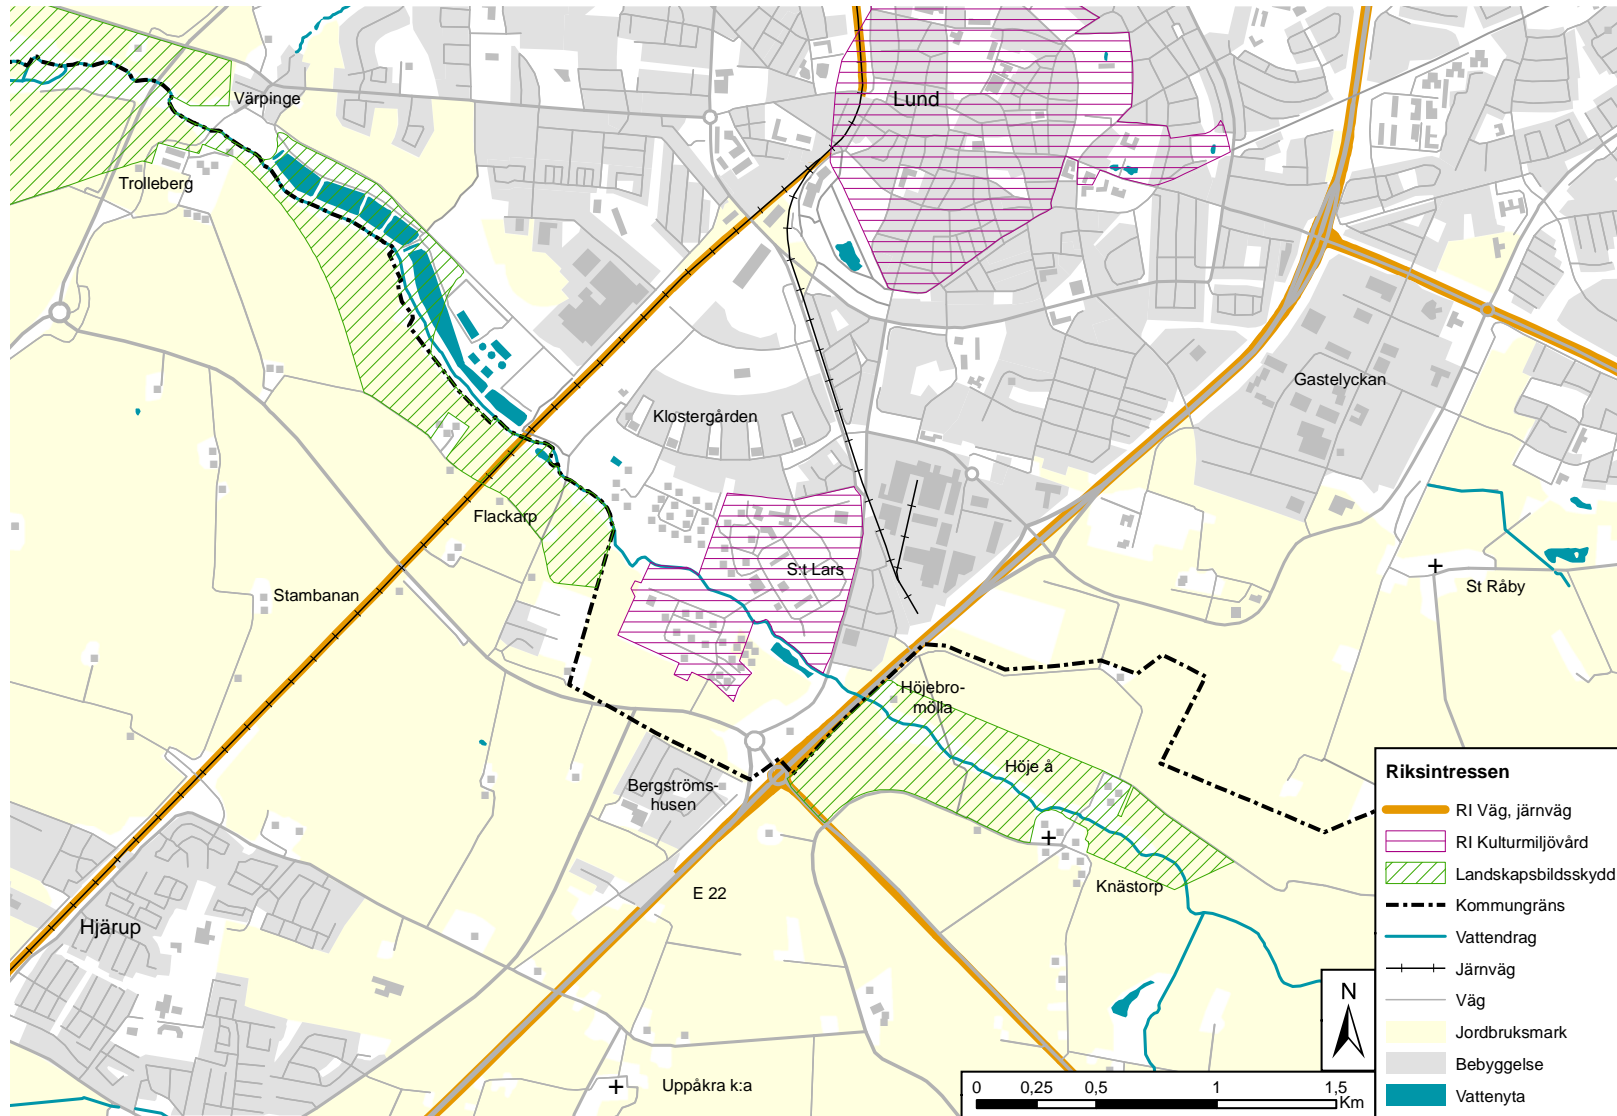 Lund
Värpinge
Trolleberg
Gastelyckan
Klostergården
Flackarp
S:t Lars
St Råby
Stambanan
Höjebro-
mölla
Höje å
Bergströms-
husen
Knästorp
E 22
Hjärup
Uppåkra k:a
Riksintressen
RI Väg, järnväg
RI Kulturmiljövård
Landskapsbildsskydd
Kommungräns
Vattendrag
Järnväg
Väg
Jordbruksmark
Bebyggelse
Vattenyta
N
0 0,25 0,5 1 1,5
Km